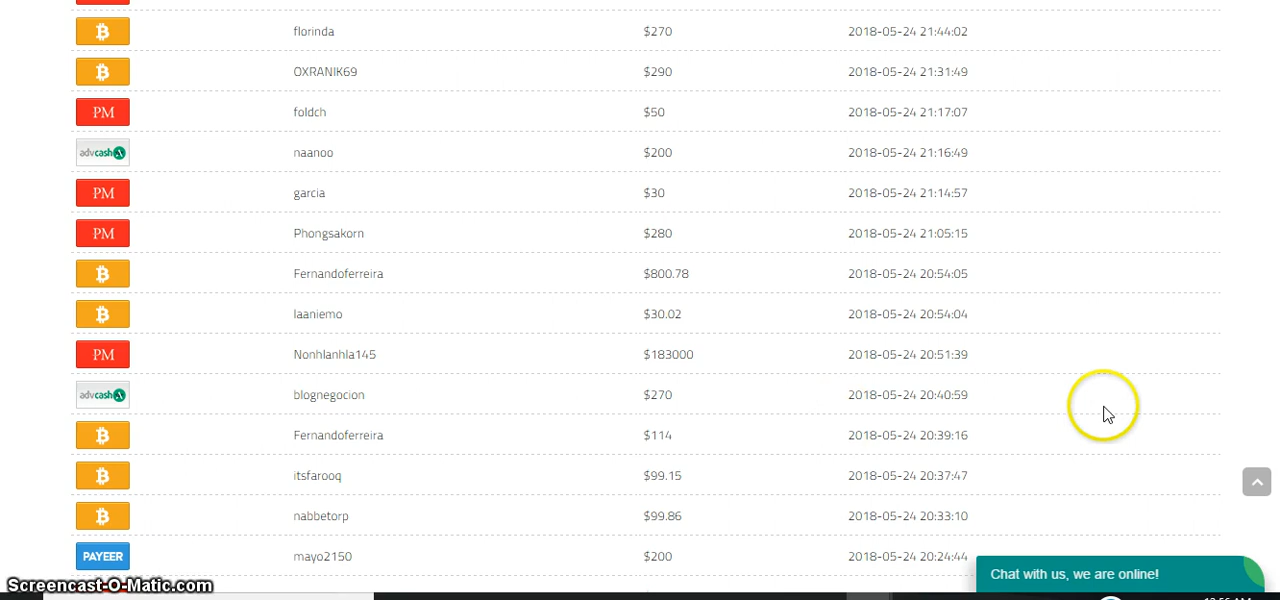 florinda $270 2018-05-24 21:44:02
OXRANIK69 $290 2018-05-24 21:31:49
PM foldch $50 2018-05-24 21:17:07
advcash naanoo $200 2018-05-24 21:16:49
PM garcia $30 2018-05-24 21:14:57
PM Phongsakorn $280 2018-05-24 21:05:15
Fernandoferreira $800.78 2018-05-24 20:54:05
laaniemo $30.02 2018-05-24 20:54:04
PM Nonhlanhla145 $183000 2018-05-24 20:51:39
advcash blognegocion $270 2018-05-24 20:40:59
Fernandoferreira $114 2018-05-24 20:39:16
itsfarooq $99.15 2018-05-24 20:37:47
nabbetorp $99.86 2018-05-24 20:33:10
PAYEER mayo2150 $200 2018-05-24 20:24:44
Chat with us, we are online!
Screencast-O-Matic.com